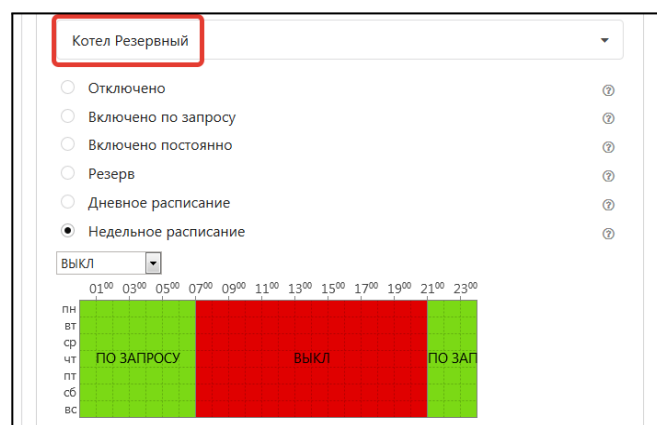 Котел Резервный
Отключено
Включено по запросу
Включено постоянно
Резерв
Дневное расписание
Недельное расписание
ВЫКЛ
01⁰⁰ 03⁰⁰ 05⁰⁰ 07⁰⁰ 09⁰⁰ 11⁰⁰ 13⁰⁰ 15⁰⁰ 17⁰⁰ 19⁰⁰ 21⁰⁰ 23⁰⁰
пн
вт
ср
чт ПО ЗАПРОСУ ВЫКЛ ПО ЗАП
пт
сб
вс